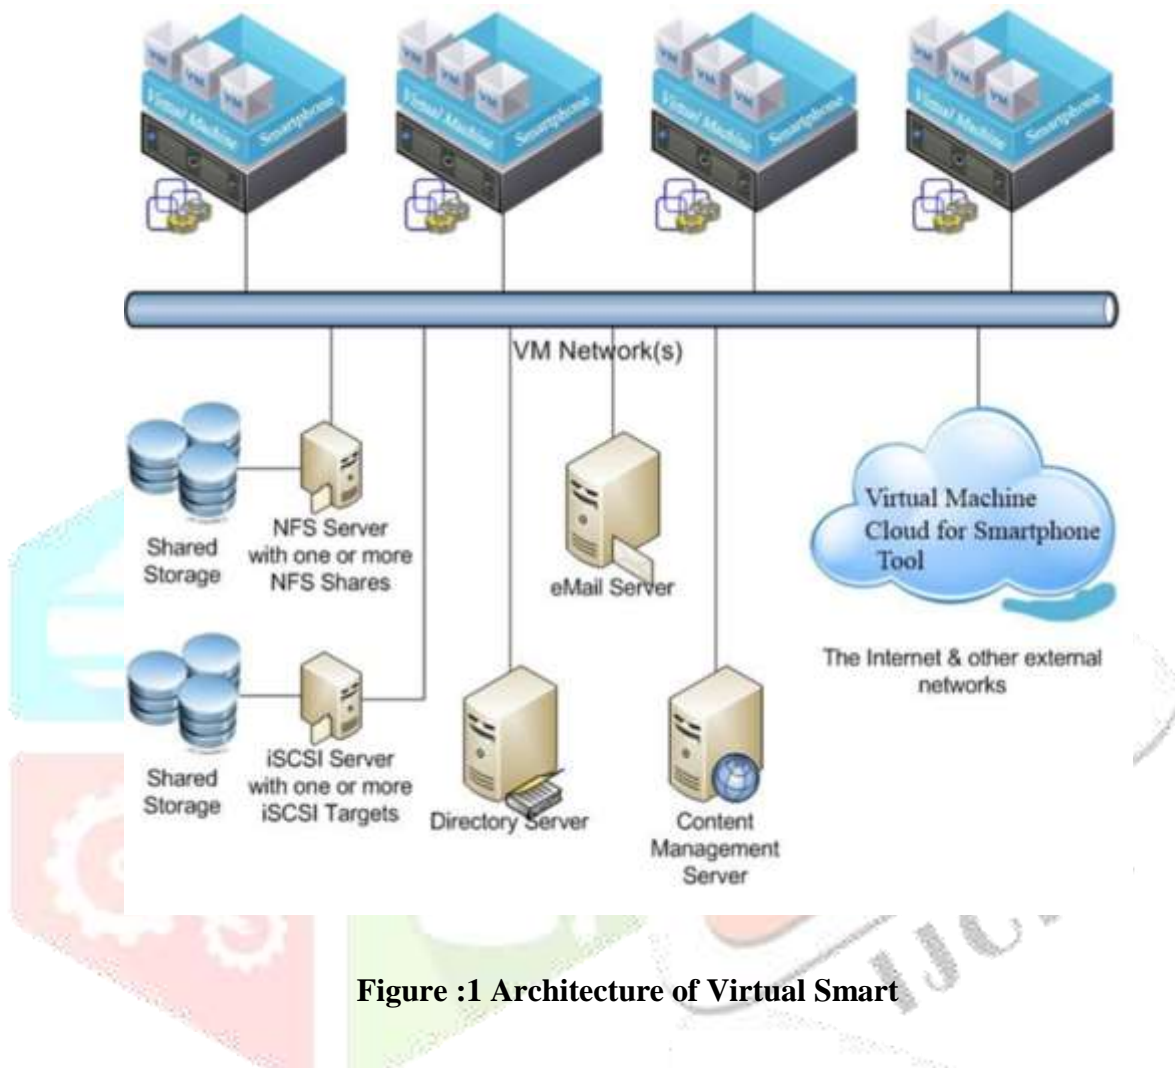 VM VM VM
Virtual Machine Smartphone
VM VM VM
Virtual Machine Smartphone
VM VM VM
Virtual Machine Smartphone
VM VM VM
Virtual Machine Smartphone
VM Network(s)
Shared
Storage
NFS Server
with one or more
NFS Shares
eMail Server
Virtual Machine
Cloud for Smartphone
Tool
The Internet & other external
networks
Shared
Storage
iSCSI Server
with one or more
iSCSI Targets
Directory Server
Content
Management
Server
Figure :1 Architecture of Virtual Smart